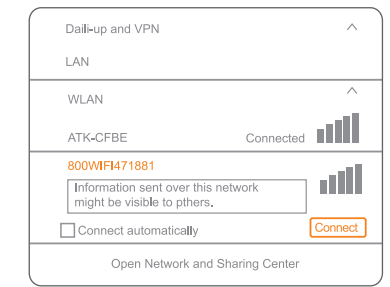 Daili-up and VPN
LAN
WLAN
ATK-CFBE Connected
800WIFI471881
Information sent over this network
might be visible to pthers.
Connect automatically Connect
Open Network and Sharing Center